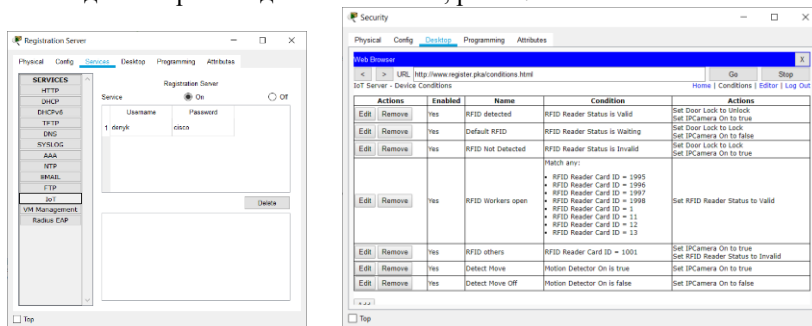 Registration Server
Physical Config Services Desktop Programming Attributes
SERVICES
HTTP
DHCP
DHCPv6
TFTP
DNS
SYSLOG
AAA
NTP
EMAIL
FTP
IoT
VM Management
Radius EAP
Registration Server
Service On Off
Username Password
1 denyk cisco
Delete
Top
Security
Physical Config Desktop Programming Attributes
Web Browser X
< > URL http://www.register.pka/conditions.html Go Stop
IoT Server - Device Conditions Home | Conditions | Editor | Log Out
Actions Enabled Name Condition Actions
Edit Remove Yes RFID detected RFID Reader Status is Valid Set Door Lock to Unlock
Set IPCamera On to true
Edit Remove Yes Default RFID RFID Reader Status is Waiting Set Door Lock to Lock
Set IPCamera On to false
Edit Remove Yes RFID Not Detected RFID Reader Status is Invalid Set Door Lock to Lock
Set IPCamera On to true
Edit Remove Yes RFID Workers open Match any:
• RFID Reader Card ID = 1995
• RFID Reader Card ID = 1996
• RFID Reader Card ID = 1997
• RFID Reader Card ID = 1998
• RFID Reader Card ID = 1
• RFID Reader Card ID = 11
• RFID Reader Card ID = 12
• RFID Reader Card ID = 13
Set RFID Reader Status to Valid
Edit Remove Yes RFID others RFID Reader Card ID = 1001 Set IPCamera On to true
Set RFID Reader Status to Invalid
Edit Remove Yes Detect Move Motion Detector On is true Set IPCamera On to true
Edit Remove Yes Detect Move Off Motion Detector On is false Set IPCamera On to false
Top